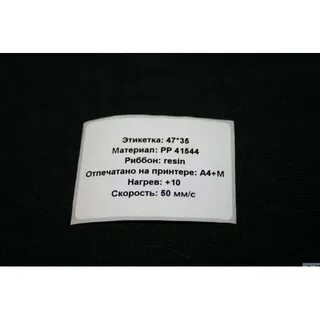 Этикетка: 47*35
Материал: PP 41544
Риббон: resin
Отпечатано на принтере: A4+M
Нагрев: +10
Скорость: 50 мм/с